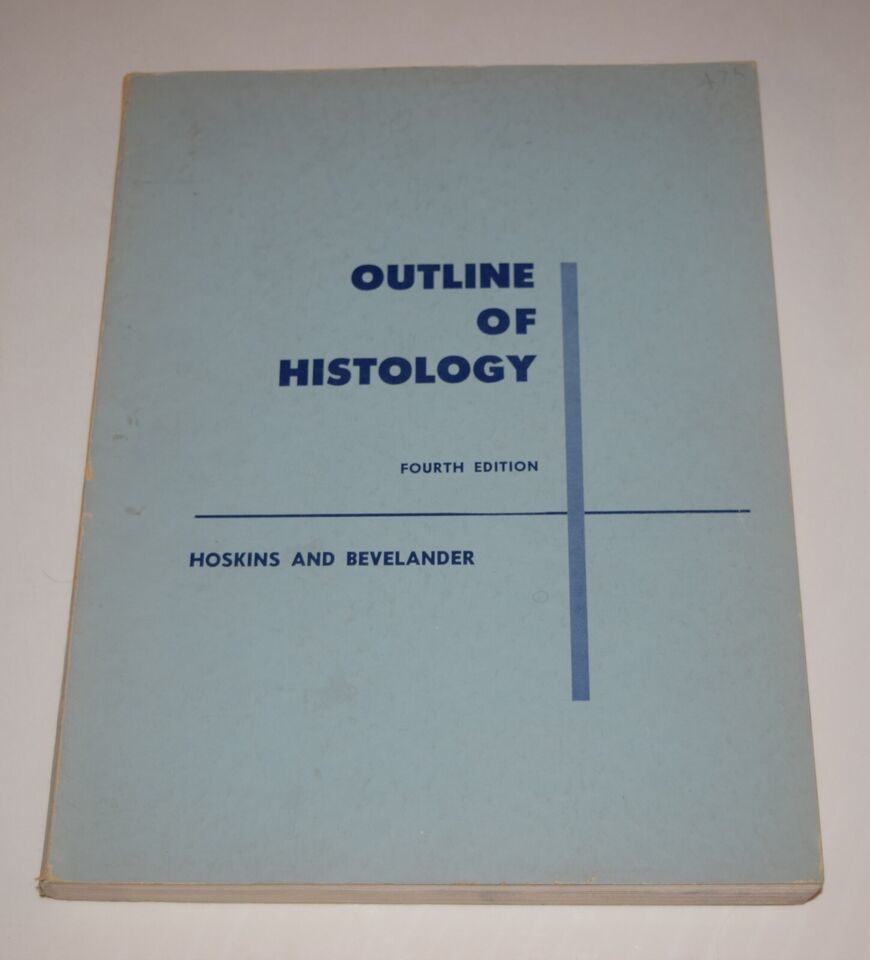 OUTLINE
OF
HISTOLOGY
FOURTH EDITION
HOSKINS AND BEVELANDER